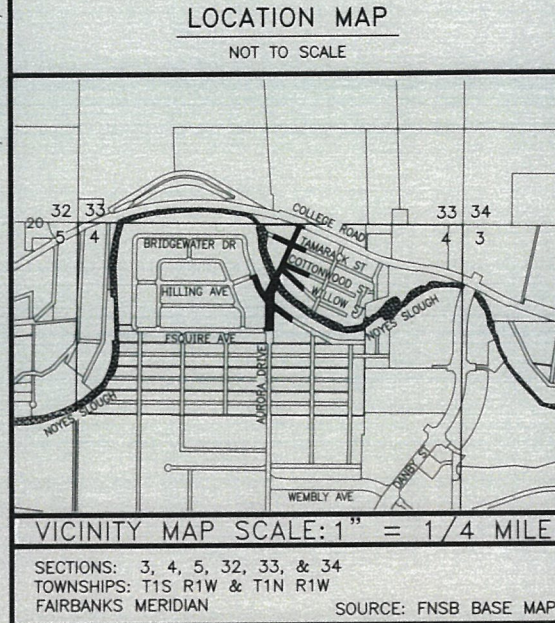 LOCATION MAP
NOT TO SCALE
32 33
33 34
20
5 4
4 3
COLLEGE ROAD
BRIDGEWATER DR
TAMARACK ST
COTTONWOOD ST
HILLING AVE
WILLOW ST
NOYES SLOUGH
ESQUIRE AVE
AURORA DRIVE
NOYES SLOUGH
DANBY ST
WEMBLY AVE
VICINITY MAP SCALE: 1" = 1/4 MILE
SECTIONS: 3, 4, 5, 32, 33, & 34
TOWNSHIPS: T1S R1W & T1N R1W
FAIRBANKS MERIDIAN
SOURCE: FNSB BASE MAP